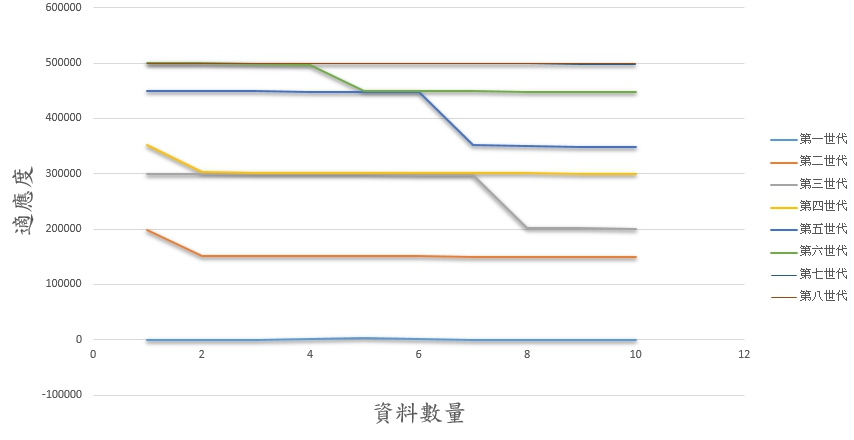 600000
500000
400000
300000
200000
100000
0
-100000
0 2 4 6 8 10 12
適應度
資料數量
第一世代
第二世代
第三世代
第四世代
第五世代
第六世代
第七世代
第八世代